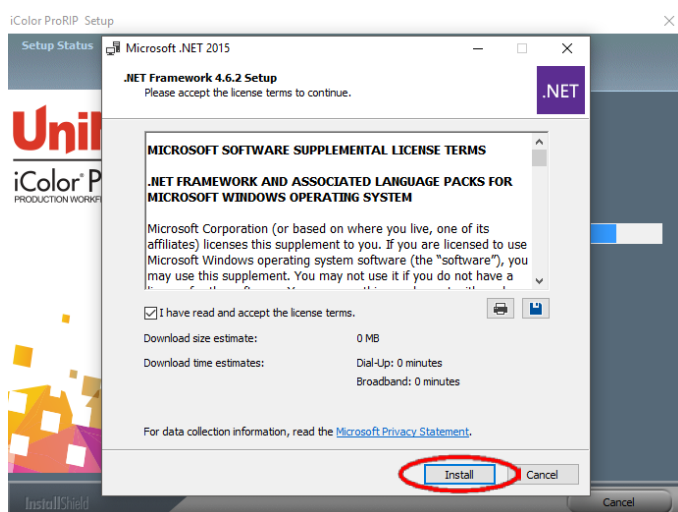 iColor ProRIP Setup
Setup Status
Microsoft .NET 2015
.NET Framework 4.6.2 Setup
Please accept the license terms to continue.
.NET
MICROSOFT SOFTWARE SUPPLEMENTAL LICENSE TERMS
.NET FRAMEWORK AND ASSOCIATED LANGUAGE PACKS FOR
MICROSOFT WINDOWS OPERATING SYSTEM
Microsoft Corporation (or based on where you live, one of its
affiliates) licenses this supplement to you. If you are licensed to use
Microsoft Windows operating system software (the “software”), you
may use this supplement. You may not use it if you do not have a
I have read and accept the license terms.
Download size estimate: 0 MB
Download time estimates: Dial-Up: 0 minutes
Broadband: 0 minutes
For data collection information, read the Microsoft Privacy Statement.
Install Cancel
iColor P
InstallShield
Cancel